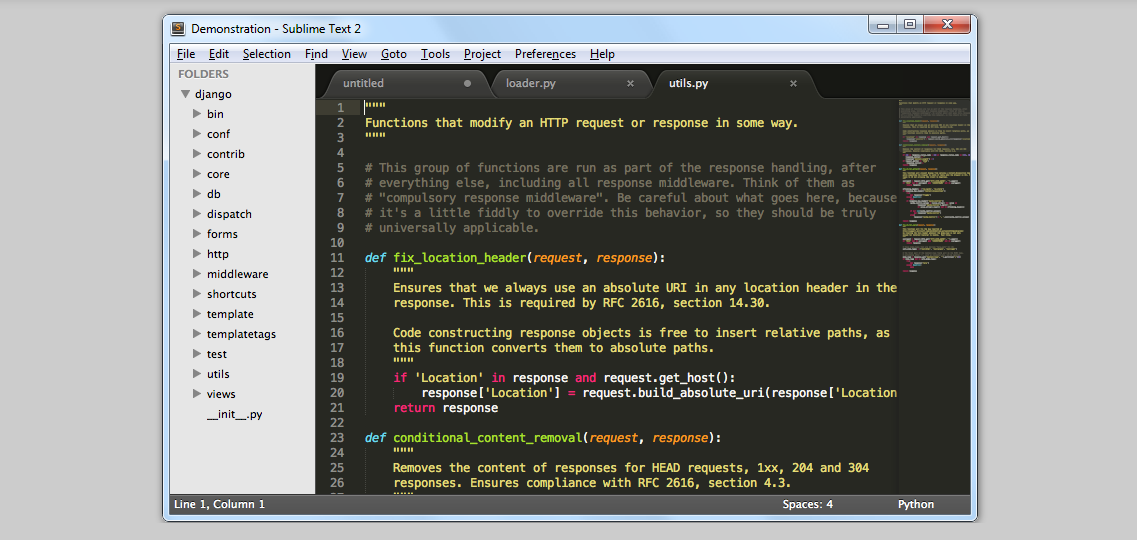 Demonstration - Sublime Text 2
File Edit Selection Find View Goto Tools Project Preferences Help
FOLDERS
django
bin
conf
contrib
core
db
dispatch
forms
http
middleware
shortcuts
template
templatetags
test
utils
views
__init__.py
untitled loader.py utils.py
1 """
2 Functions that modify an HTTP request or response in some way.
3 """
4
5 # This group of functions are run as part of the response handling, after
6 # everything else, including all response middleware. Think of them as
7 # "compulsory response middleware". Be careful about what goes here, because
8 # it's a little fiddly to override this behavior, so they should be truly
9 # universally applicable.
10
11 def fix_location_header(request, response):
12 """
13 Ensures that we always use an absolute URI in any location header in the
14 response. This is required by RFC 2616, section 14.30.
15
16 Code constructing response objects is free to insert relative paths, as
17 this function converts them to absolute paths.
18 """
19 if 'Location' in response and request.get_host():
20 response['Location'] = request.build_absolute_uri(response['Location
21 return response
22
23 def conditional_content_removal(request, response):
24 """
25 Removes the content of responses for HEAD requests, 1xx, 204 and 304
26 responses. Ensures compliance with RFC 2616, section 4.3.
Line 1, Column 1 Spaces: 4 Python